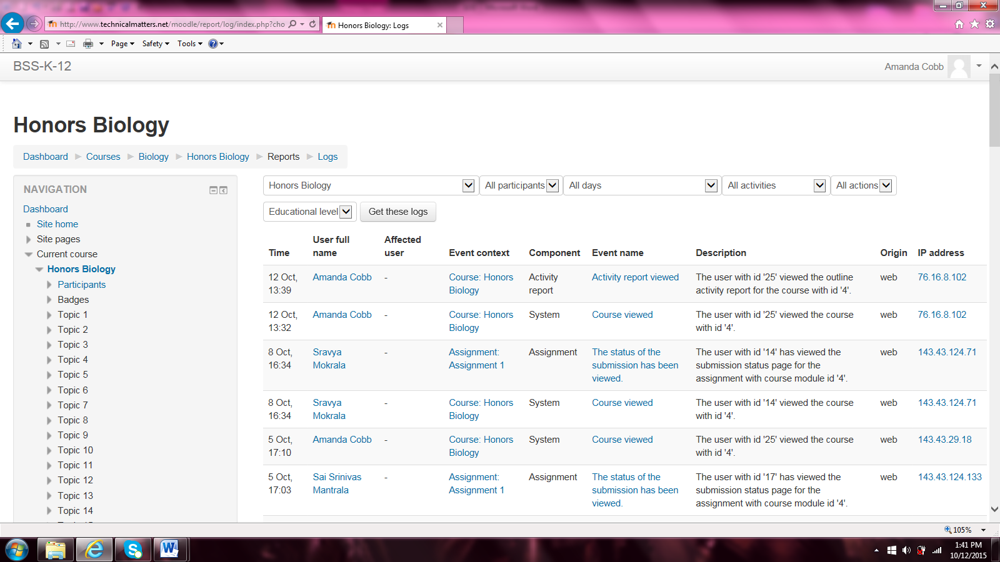 http://www.technicalmatters.net/moodle/report/log/index.php?cho
Honors Biology: Logs
Page Safety Tools
BSS-K-12
Amanda Cobb
Honors Biology
Dashboard Courses Biology Honors Biology Reports Logs
NAVIGATION
Dashboard
Site home
Site pages
Current course
Honors Biology
Participants
Badges
Topic 1
Topic 2
Topic 3
Topic 4
Topic 5
Topic 6
Topic 7
Topic 8
Topic 9
Topic 10
Topic 11
Topic 12
Topic 13
Topic 14
Honors Biology All participants All days All activities All actions
Educational level Get these logs
User full Affected
Time name user Event context Component Event name Description Origin IP address
12 Oct, Amanda Cobb - Course: Honors Activity Activity report viewed The user with id '25' viewed the outline web 76.16.8.102
13:39 Biology report activity report for the course with id '4'.
12 Oct, Amanda Cobb - Course: Honors System Course viewed The user with id '25' viewed the course web 76.16.8.102
13:32 Biology with id '4'.
8 Oct, Sravya - Assignment: Assignment The status of the The user with id '14' has viewed the web 143.43.124.71
16:34 Mokrala Assignment 1 submission has been submission status page for the
viewed. assignment with course module id '4'.
8 Oct, Sravya - Course: Honors System Course viewed The user with id '14' viewed the course web 143.43.124.71
16:34 Mokrala Biology with id '4'.
5 Oct, Amanda Cobb - Course: Honors System Course viewed The user with id '25' viewed the course web 143.43.29.18
17:10 Biology with id '4'.
5 Oct, Sai Srinivas - Assignment: Assignment The status of the The user with id '17' has viewed the web 143.43.124.133
17:03 Mantrala Assignment 1 submission has been submission status page for the
viewed. assignment with course module id '4'.
105%
1:41 PM
10/12/2015